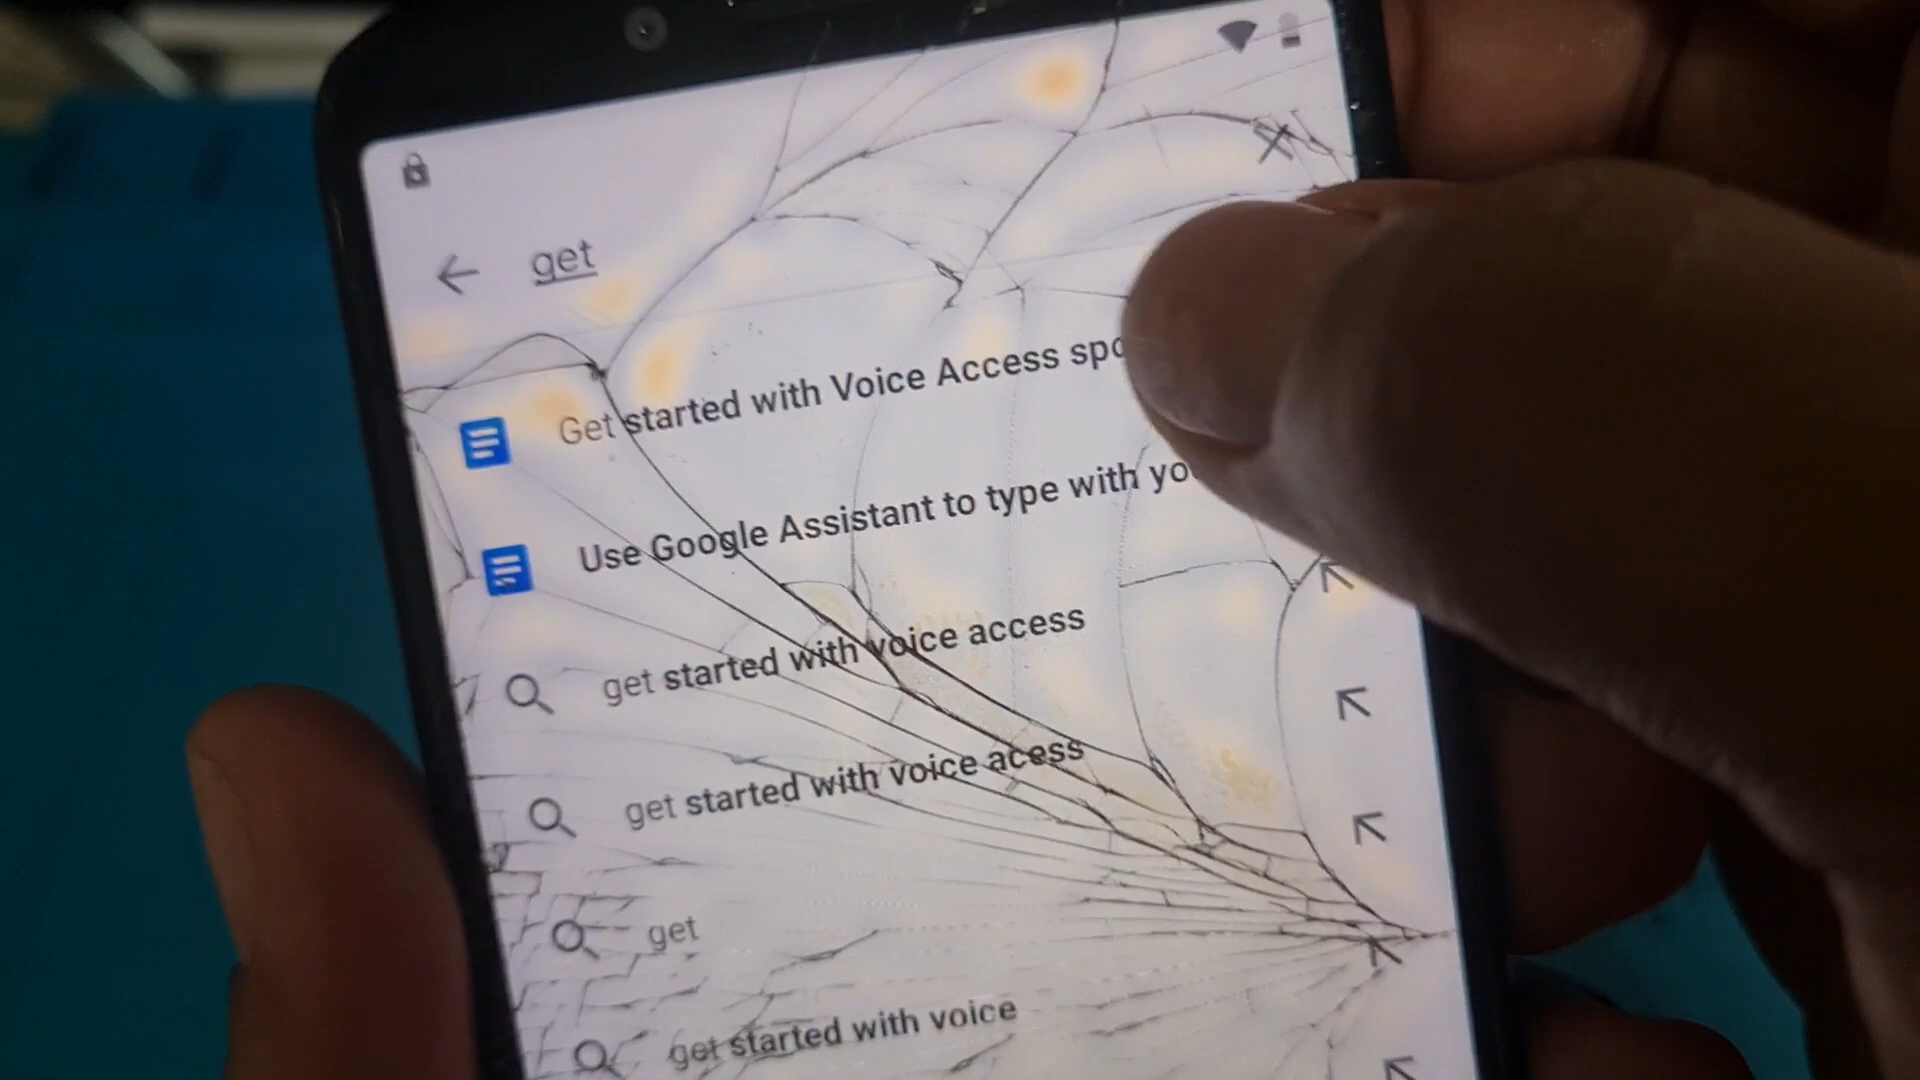 get
Get started with Voice Access
Use Google Assistant to type with
get started with voice access
get started with voice acess
get
get started with voice